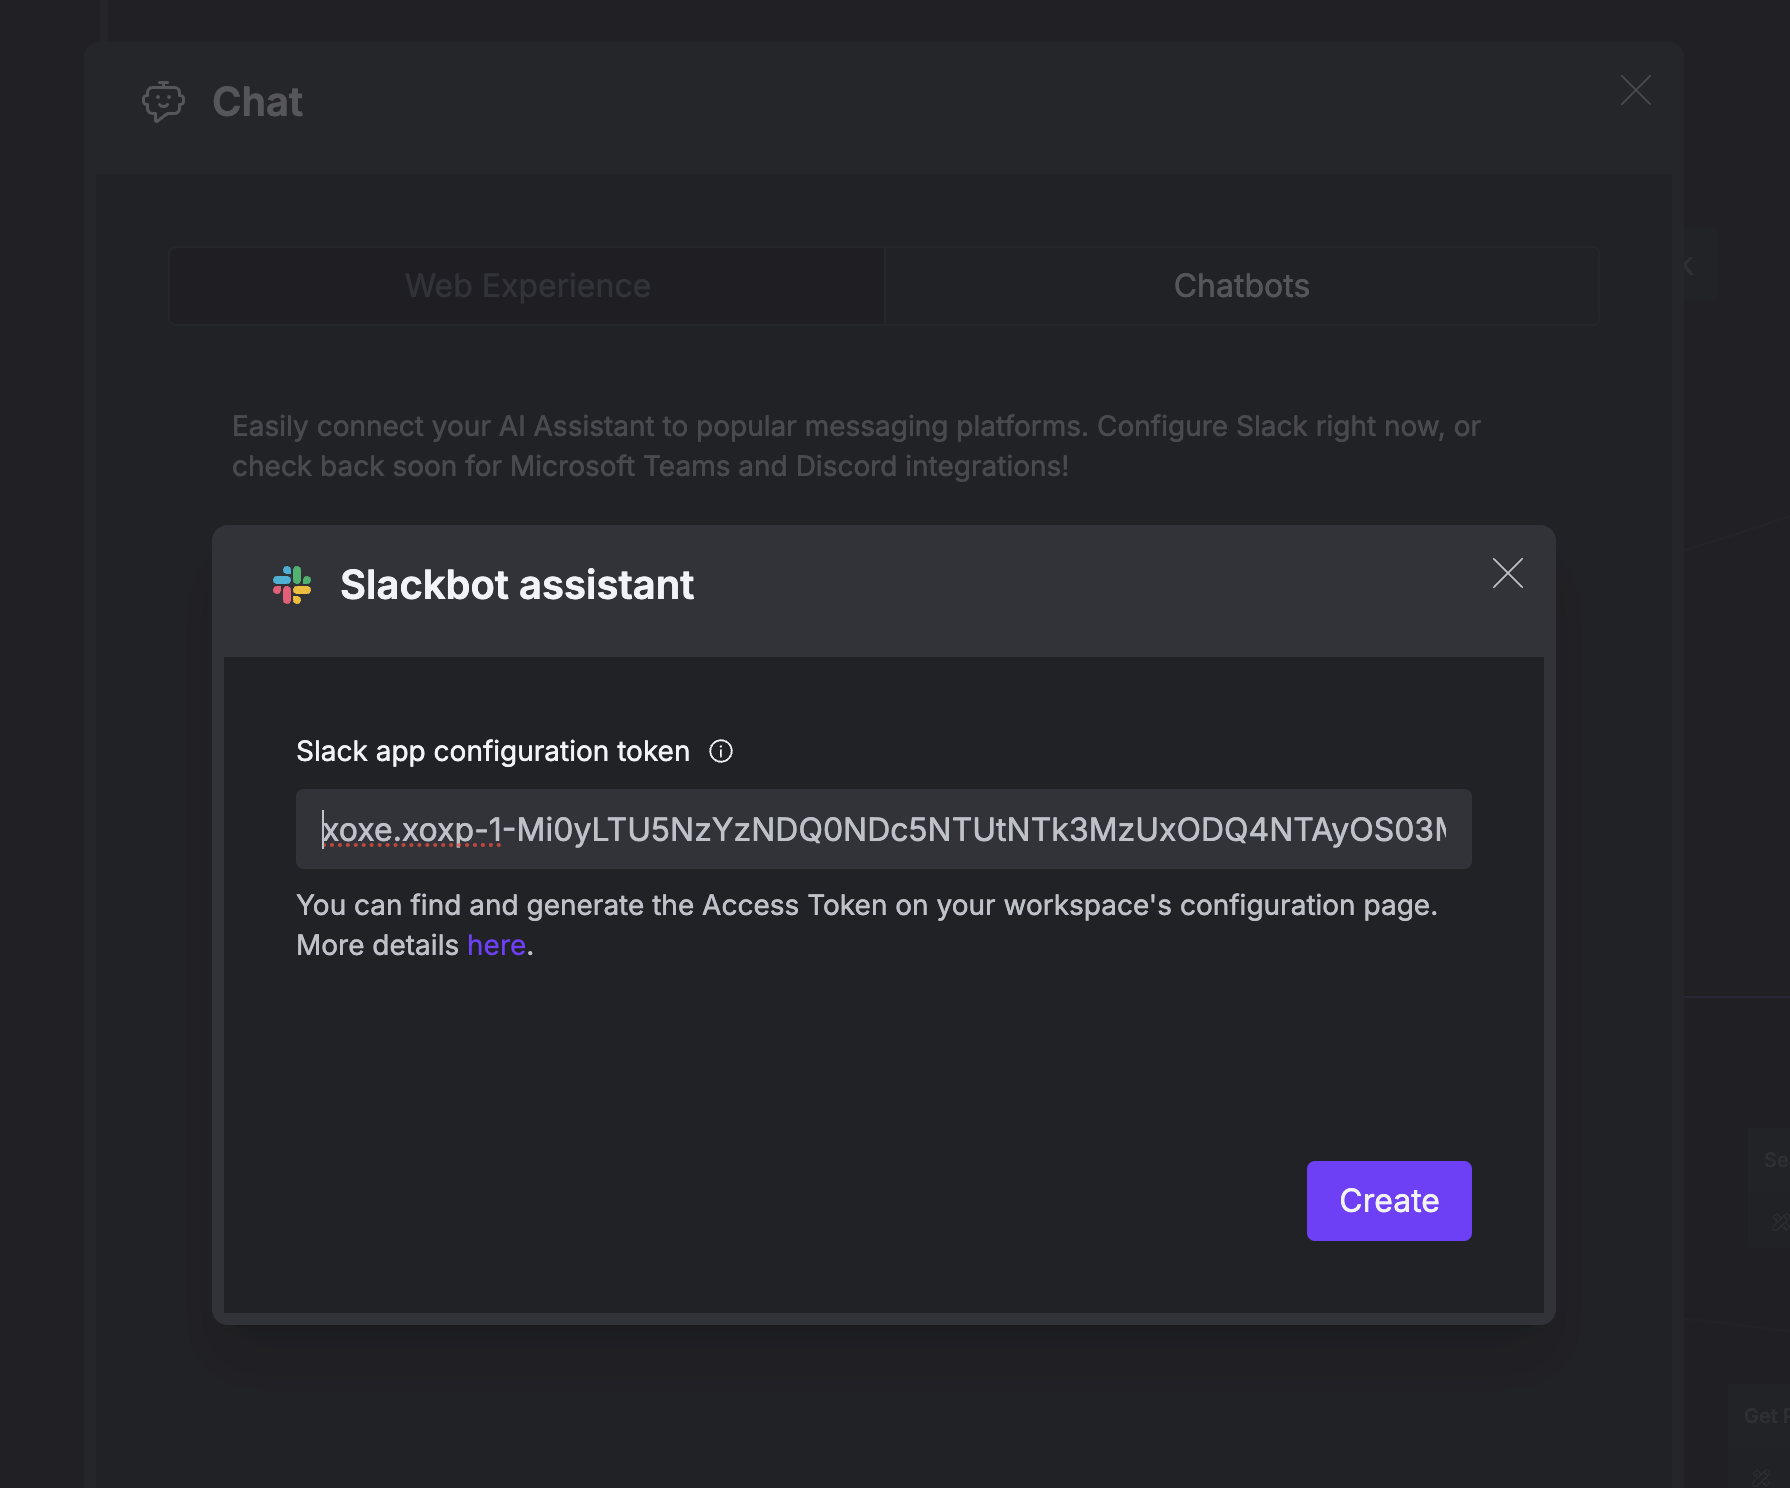 Chat
Web Experience
Chatbots
Easily connect your AI Assistant to popular messaging platforms. Configure Slack right now, or
check back soon for Microsoft Teams and Discord integrations!
Slackbot assistant
Slack app configuration token
xoxe.xoxp-1-Mi0yLTU5NzYzNDQ0NDc5NTUtNTk3MzUxODQ4NTAyOS03M
You can find and generate the Access Token on your workspace's configuration page.
More details here.
Create
Get